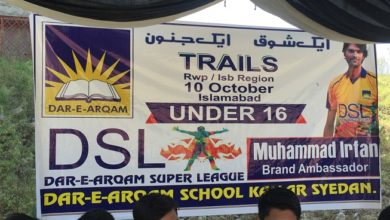 ایک شوق ایک جنون
TRAILS
Rwp / Isb Region
10 October
Islamabad
UNDER 16
DAR-E-ARQAM
DSL
DSL
DAR-E-ARQAM SUPER LEAGUE
Muhammad Irfan
Brand Ambassador
DAR-E-ARQAM SCHOOL KALLAR SYEDAN.